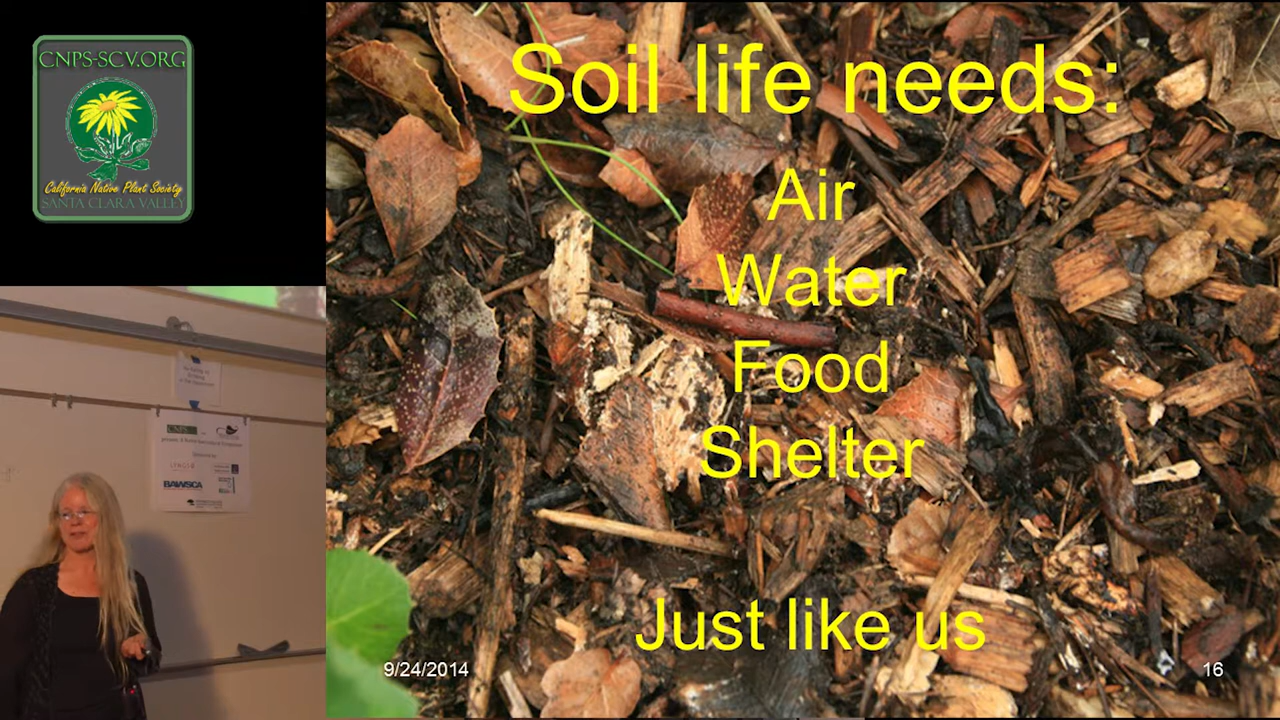 CNPS-SCV.ORG
California Native Plant Society
SANTA CLARA VALLEY
BAWSCA
Soil life needs:
Air
Water
Food
Shelter
Just like us
9/24/2014
16